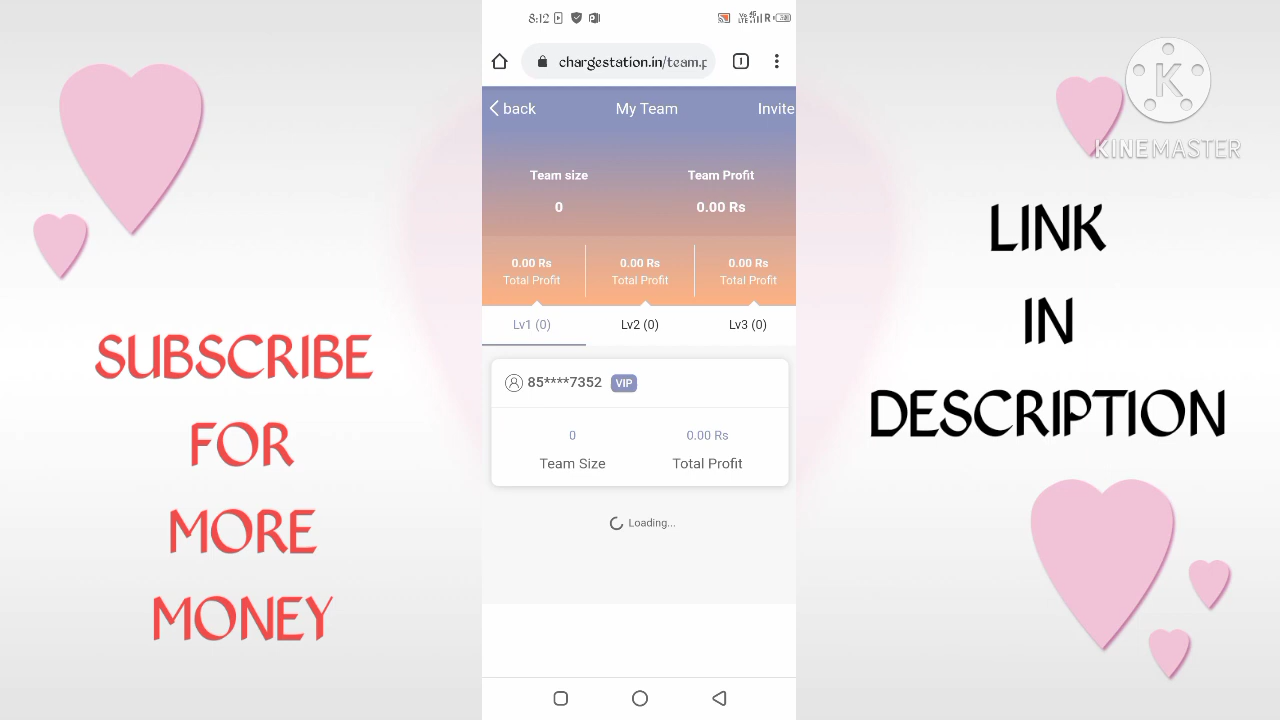 8:12
chargestation.in/team.p
1
back
My Team
Invite
Team size
Team Profit
0
0.00 Rs
0.00 Rs
0.00 Rs
0.00 Rs
Total Profit
Total Profit
Total Profit
Lv1 (0)
Lv2 (0)
Lv3 (0)
85****7352
VIP
0
0.00 Rs
Team Size
Total Profit
Loading...
SUBSCRIBE
FOR
MORE
MONEY
K
KINEMASTER
LINK
IN
DESCRIPTION